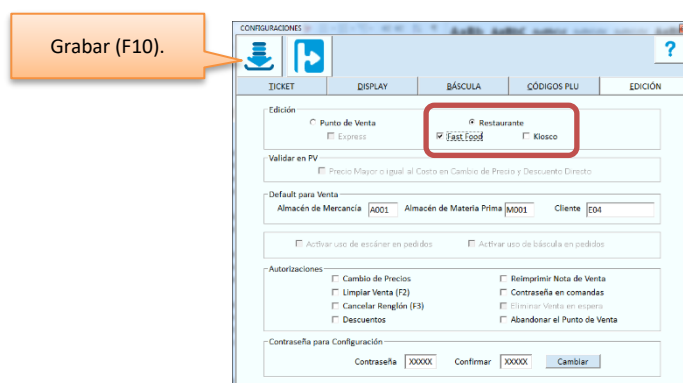 Grabar (F10).
CONFIGURACIONES
?
TICKET DISPLAY BÁSCULA CÓDIGOS PLU EDICIÓN
Edición
Punto de Venta Restaurante
Express Fast Food Kiosco
Validar en PV
Precio Mayor o igual al Costo en Cambio de Precio y Descuento Directo
Default para Venta
Almacén de Mercancía A001 Almacén de Materia Prima M001 Cliente E04
Activar uso de escáner en pedidos Activar uso de báscula en pedidos
Autorizaciones
Cambio de Precios Reimprimir Nota de Venta
Limpiar Venta (F2) Contraseña en comandas
Cancelar Renglón (F3) Eliminar Venta en espera
Descuentos Abandonar el Punto de Venta
Contraseña para Configuración
Contraseña XXXXX Confirmar XXXXX Cambiar